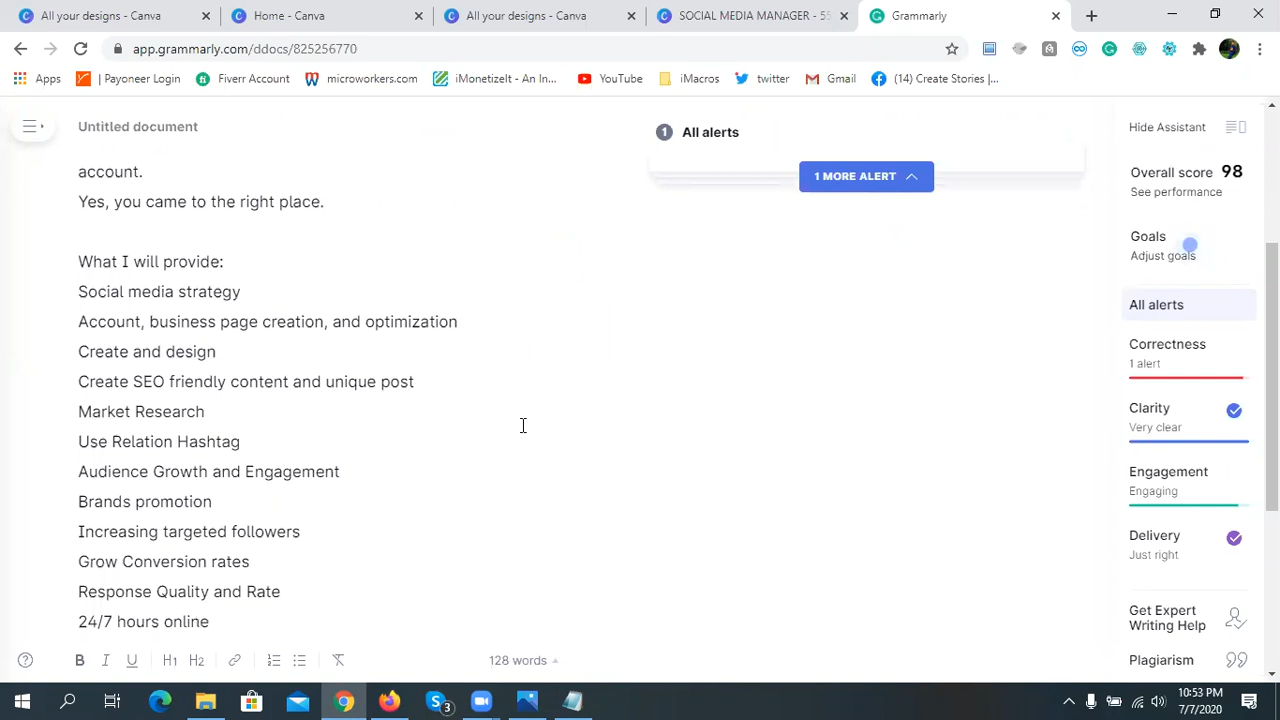 All your designs - Canva
Home - Canva
All your designs - Canva
SOCIAL MEDIA MANAGER - 55
Grammarly
app.grammarly.com/ddocs/825256770
Apps
Payoneer Login
Fiverr Account
microworkers.com
iMonetizeIt - An In...
YouTube
iMacros
twitter
Gmail
(14) Create Stories |...
Untitled document
account.
Yes, you came to the right place.
What I will provide:
Social media strategy
Account, business page creation, and optimization
Create and design
Create SEO friendly content and unique post
Market Research
Use Relation Hashtag
Audience Growth and Engagement
Brands promotion
Increasing targeted followers
Grow Conversion rates
Response Quality and Rate
24/7 hours online
B I U H1 H2
128 words
1 All alerts
1 MORE ALERT
Hide Assistant
Overall score 98
See performance
Goals
Adjust goals
All alerts
Correctness
1 alert
Clarity
Very clear
Engagement
Engaging
Delivery
Just right
Get Expert
Writing Help
Plagiarism
3
10:53 PM
7/7/2020